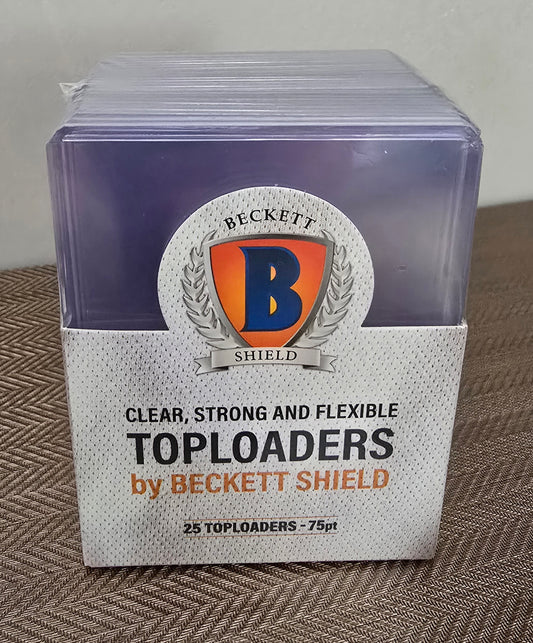 BECKETT
B
SHIELD
CLEAR, STRONG AND FLEXIBLE
TOPLOADERS
by BECKETT SHIELD
25 TOPLOADERS - 75pt